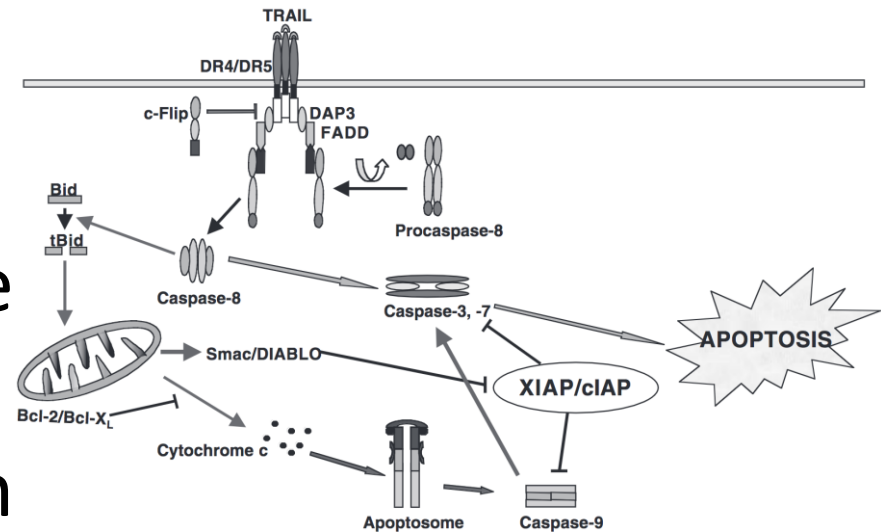 TRAIL
DR4/DR5
c-Flip
DAP3
FADD
Bid
Procaspase-8
tBid
e
Caspase-8
Caspase-3, -7
APOPTOSIS
Smac/DIABLO
XIAP/cIAP
Bcl-2/Bcl-XL
Cytochrome c
n
Apoptosome
Caspase-9